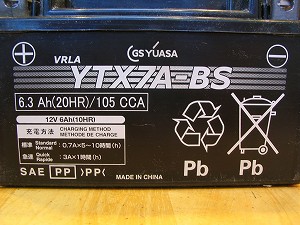 GS YUASA
VRLA
YTX7A-BS
6.3 Ah(20HR)/105 CCA
12V 6Ah(10HR)
充電方法 CHARGING METHOD
METHODE DE CHARGE
標準 Standard Normal : 0.7A×5~10時間(h)
急速 Quick Rapide : 3A×1時間(h)
Pb Pb
SAE PP >PP< MADE IN CHINA